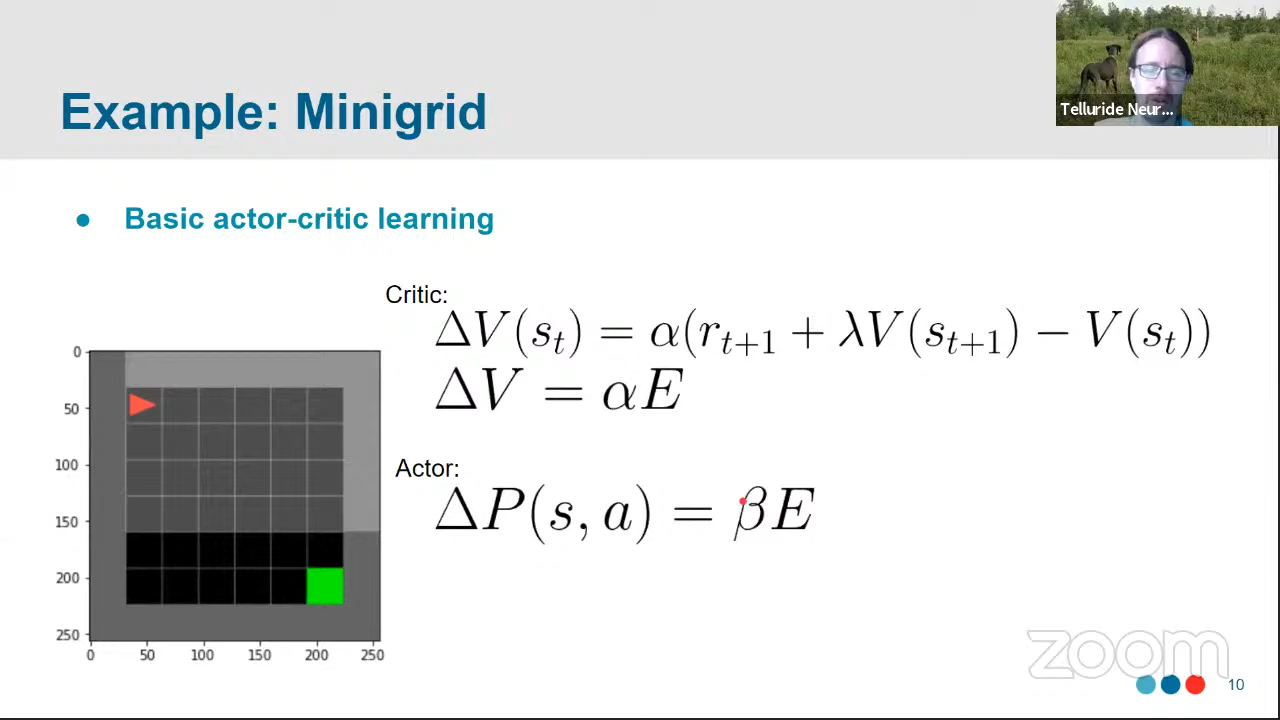 Telluride Neur...
Example: Minigrid
● Basic actor-critic learning
Critic:
ΔV(s_t) = α(r_{t+1} + λV(s_{t+1}) − V(s_t))
ΔV = αE
Actor:
ΔP(s, a) = βE
0
50
100
150
200
250
0 50 100 150 200 250
zoom
10